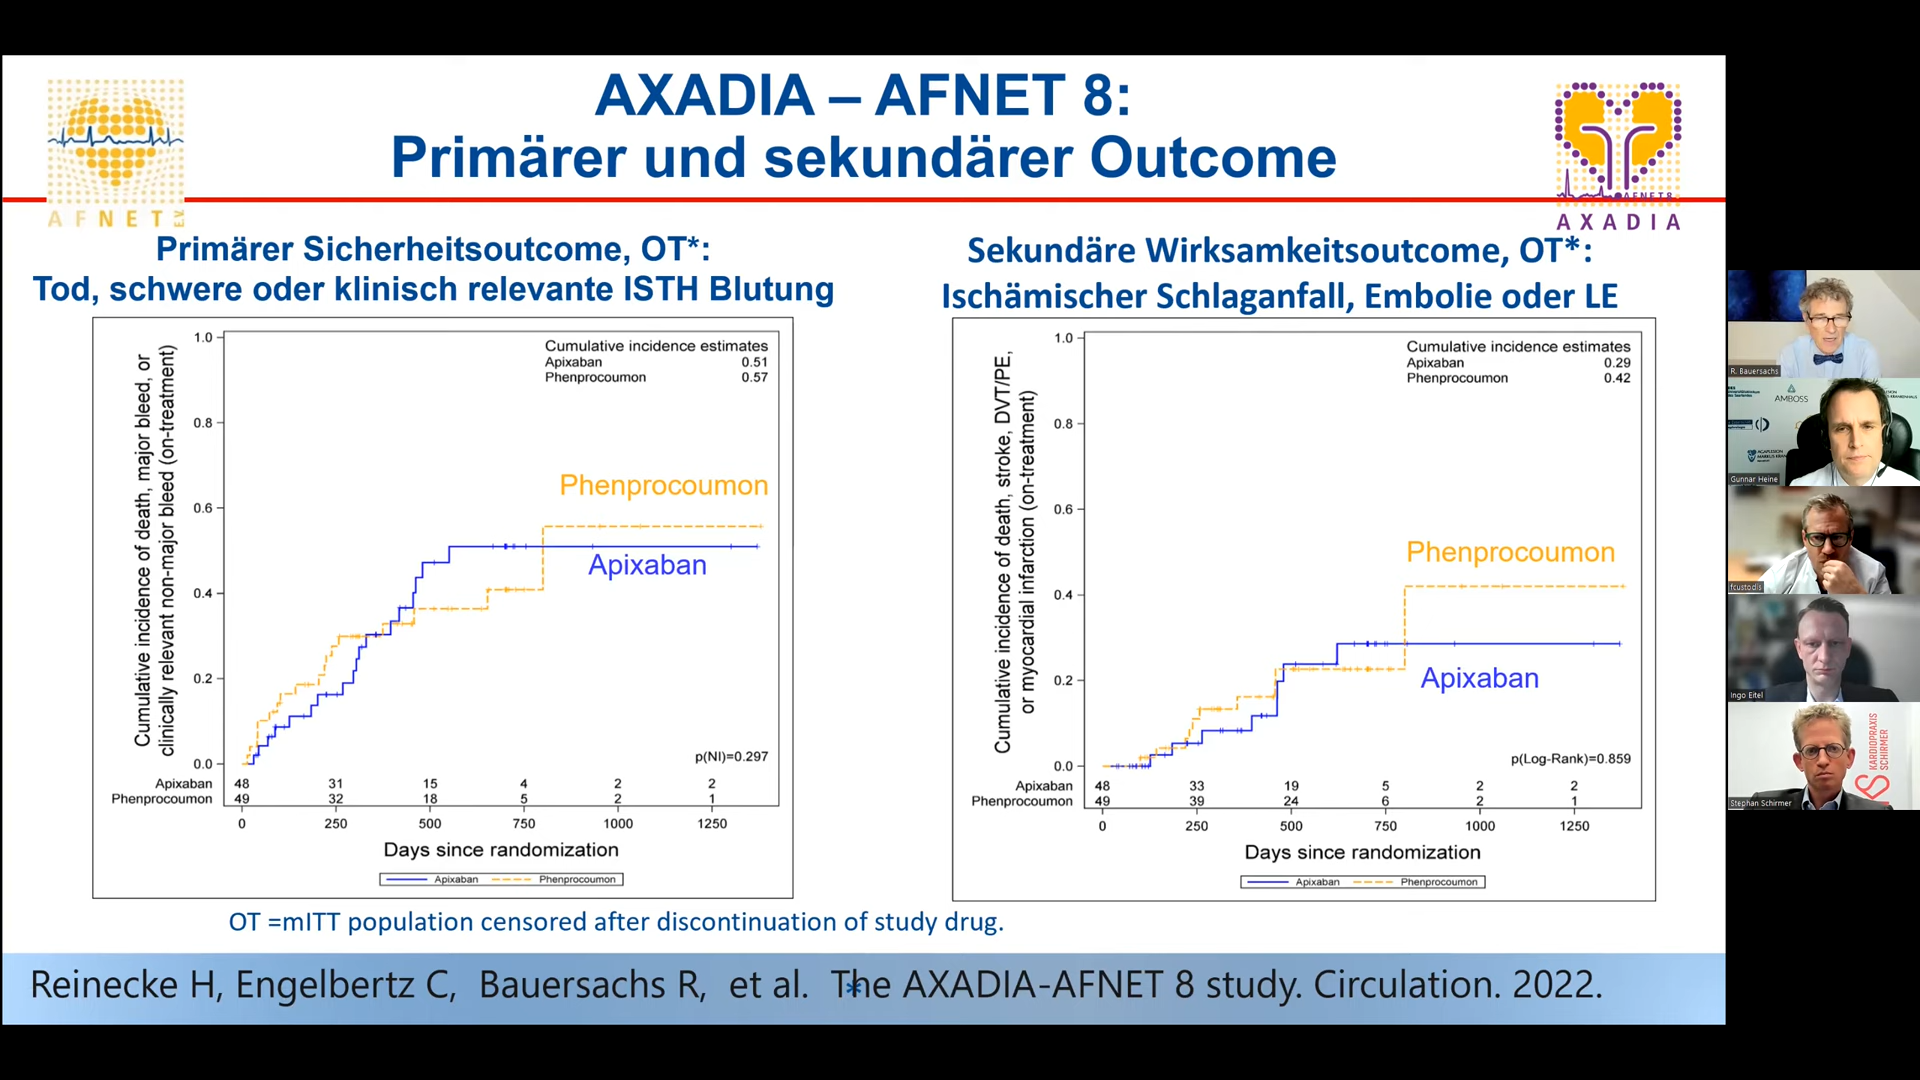 AXADIA – AFNET 8:
Primärer und sekundärer Outcome
AFNET E.V.
AFNET 8
AXADIA
Primärer Sicherheitsoutcome, OT*:
Tod, schwere oder klinisch relevante ISTH Blutung
Cumulative incidence of death, major bleed, or
clinically relevant non-major bleed (on-treatment)
1.0
0.8
0.6
0.4
0.2
0.0
Cumulative incidence estimates
Apixaban 0.51
Phenprocoumon 0.57
Phenprocoumon
Apixaban
p(NI)=0.297
Apixaban 48 31 15 4 2 2
Phenprocoumon 49 32 18 5 2 1
0 250 500 750 1000 1250
Days since randomization
Apixaban Phenprocoumon
Sekundäre Wirksamkeitsoutcome, OT*:
Ischämischer Schlaganfall, Embolie oder LE
Cumulative incidence of death, stroke, DVT/PE,
or myocardial infarction (on-treatment)
1.0
0.8
0.6
0.4
0.2
0.0
Cumulative incidence estimates
Apixaban 0.29
Phenprocoumon 0.42
Phenprocoumon
Apixaban
p(Log-Rank)=0.859
Apixaban 48 33 19 5 2 2
Phenprocoumon 49 39 24 6 2 1
0 250 500 750 1000 1250
Days since randomization
Apixaban Phenprocoumon
OT =mITT population censored after discontinuation of study drug.
Reinecke H, Engelbertz C, Bauersachs R, et al. The AXADIA-AFNET 8 study. Circulation. 2022.
*
R. Bauersachs
AMBOSS
Gunnar Heine
fcustodis
Ingo Eitel
KARDIOPRAXIS
SCHIRMER
Stephan Schirmer